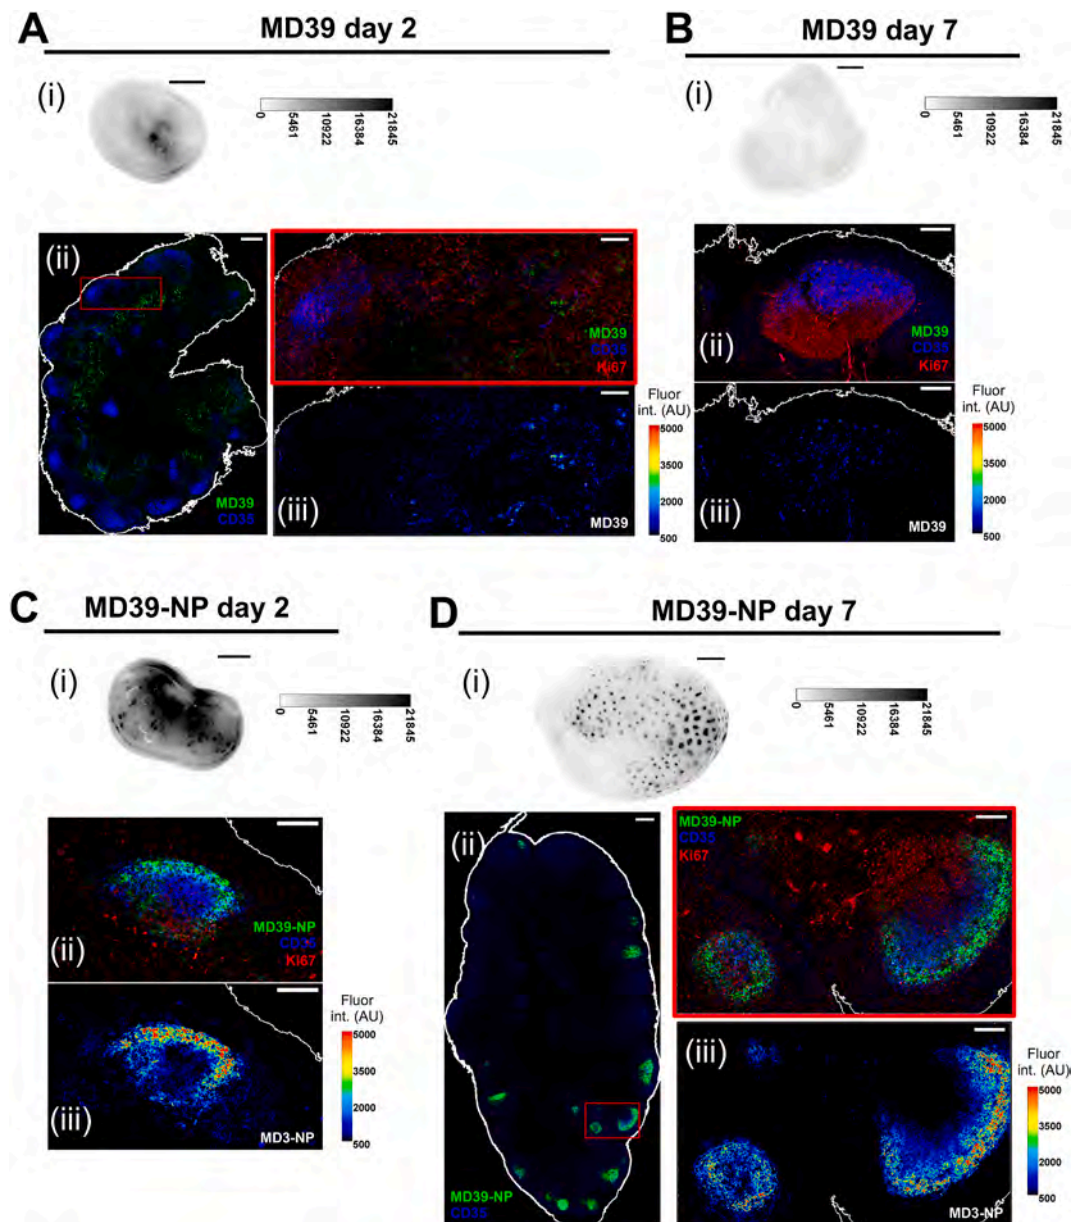 A
MD39 day 2
(i)
0
5461
10922
16384
21845
(ii)
MD39
CD35
MD39
CD35
Ki67
(iii)
MD39
Fluor
int. (AU)
5000
3500
2000
500
B
MD39 day 7
(i)
0
5461
10922
16384
21845
(ii)
MD39
CD35
Ki67
(iii)
MD39
Fluor
int. (AU)
5000
3500
2000
500
C
MD39-NP day 2
(i)
0
5461
10922
16384
21845
(ii)
MD39-NP
CD35
Ki67
(iii)
MD3-NP
Fluor
int. (AU)
5000
3500
2000
500
D
MD39-NP day 7
(i)
0
5461
10922
16384
21845
(ii)
MD39-NP
CD35
MD39-NP
CD35
Ki67
(iii)
MD3-NP
Fluor
int. (AU)
5000
3500
2000
500